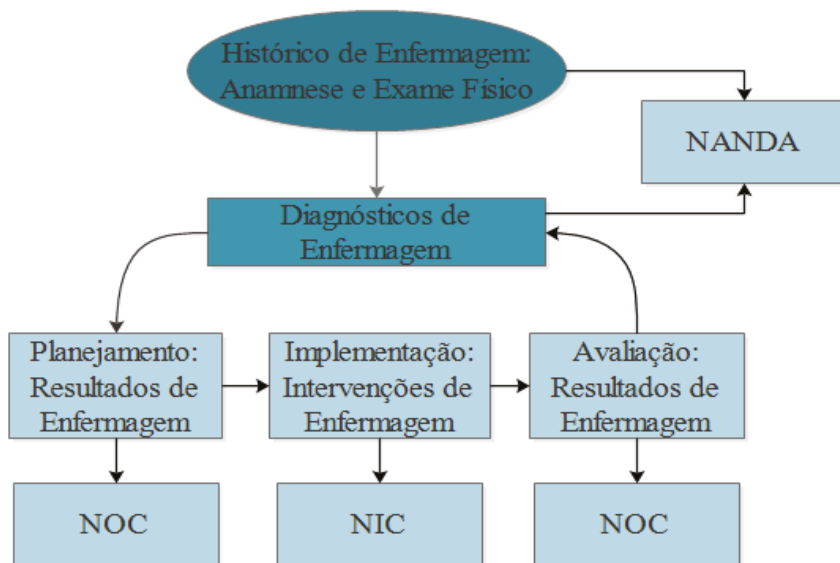 Histórico de Enfermagem:
Anamnese e Exame Físico
NANDA
Diagnósticos de
Enfermagem
Planejamento:
Resultados de
Enfermagem
Implementação:
Intervenções de
Enfermagem
Avaliação:
Resultados de
Enfermagem
NOC
NIC
NOC